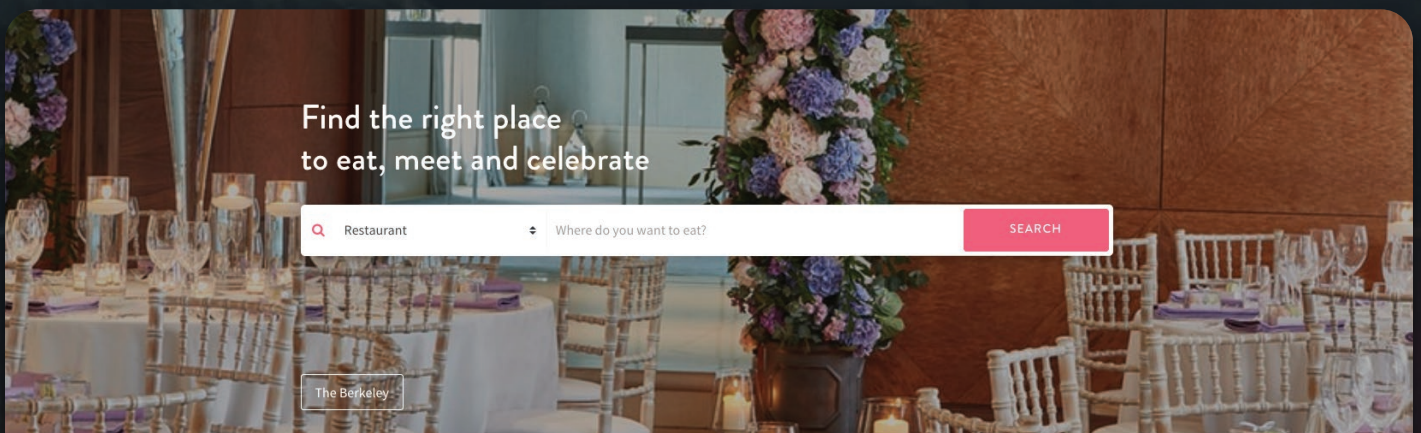 Find the right place
to eat, meet and celebrate
Restaurant
Where do you want to eat?
SEARCH
The Berkeley